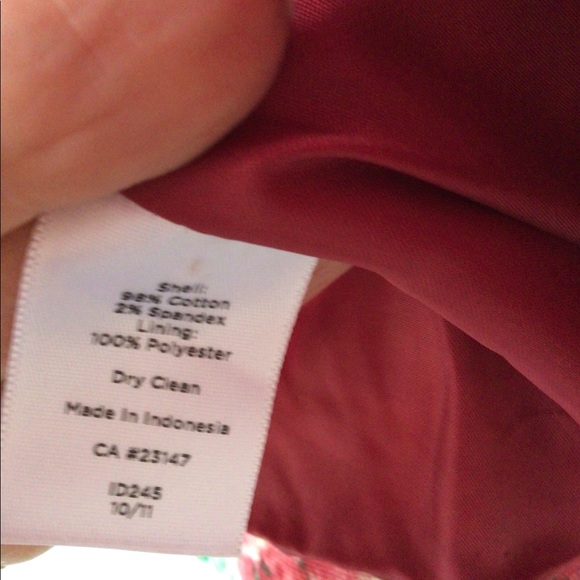 Shell:
98% Cotton
2% Spandex
Lining:
100% Polyester
Dry Clean
Made In Indonesia
CA #23147
ID245
10/11